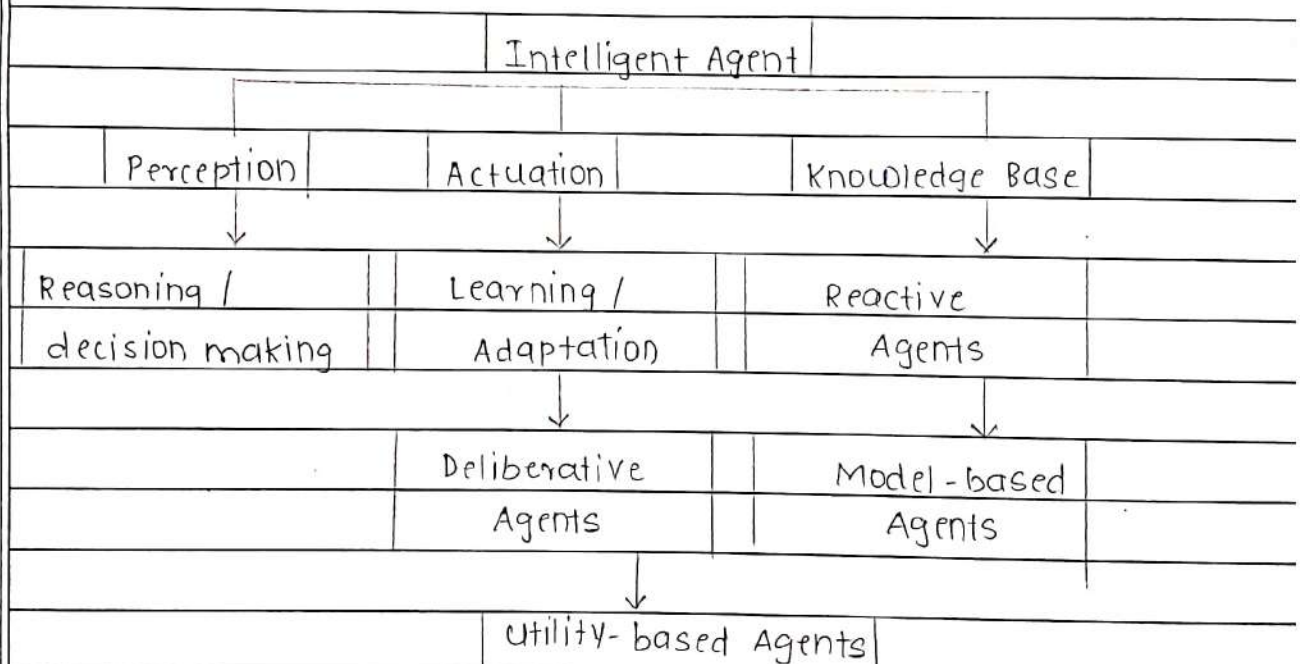 Intelligent Agent
Perception Actuation Knowledge Base
Reasoning / Learning / Reactive
decision making Adaptation Agents
Deliberative Model-based
Agents Agents
Utility-based Agents